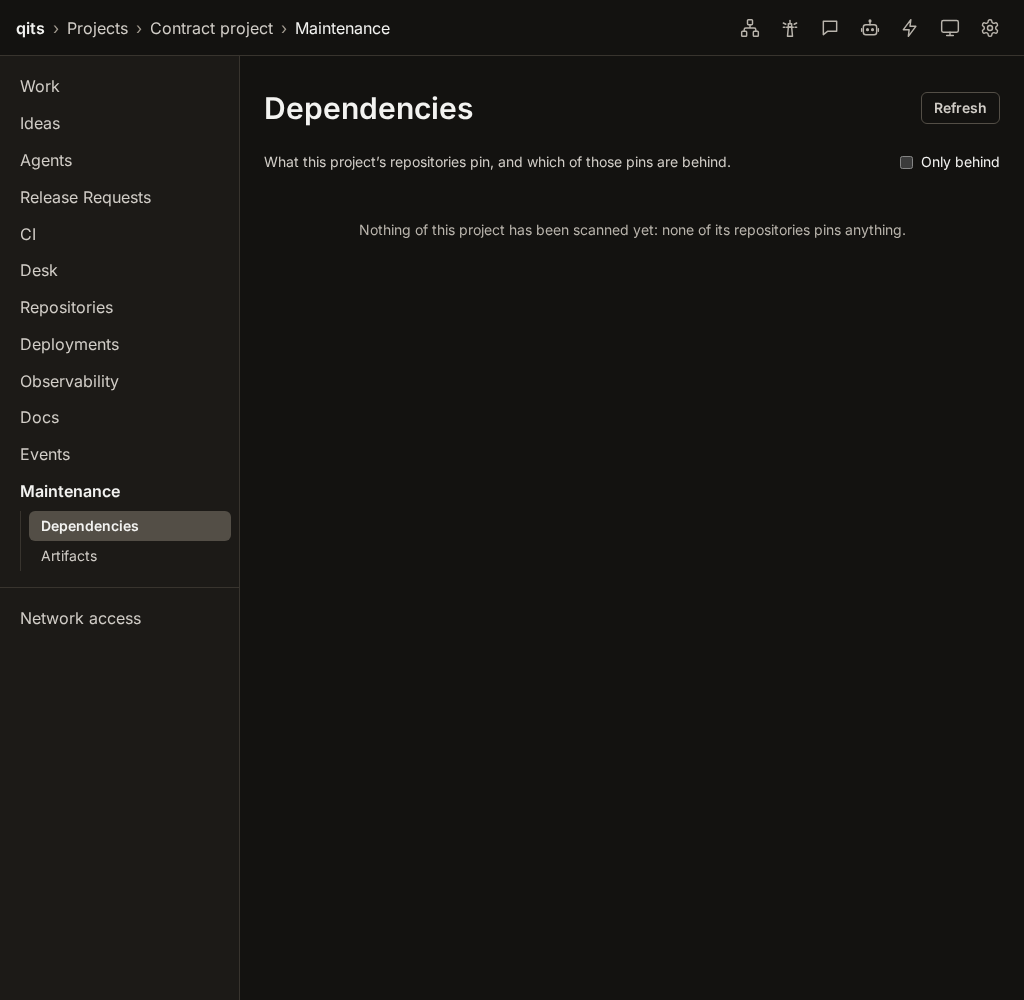 qits › Projects › Contract project › Maintenance
Work
Ideas
Agents
Release Requests
CI
Desk
Repositories
Deployments
Observability
Docs
Events
Maintenance
Dependencies
Artifacts
Network access
Dependencies
Refresh
What this project’s repositories pin, and which of those pins are behind.
Only behind
Nothing of this project has been scanned yet: none of its repositories pins anything.